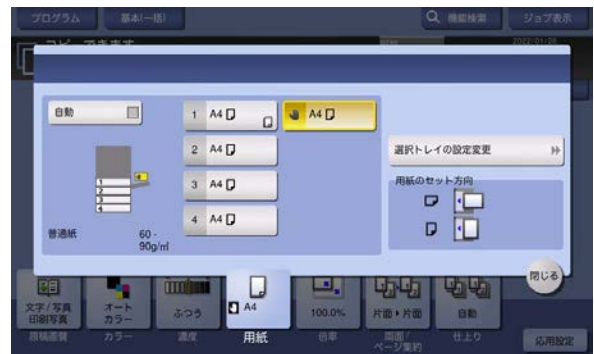 プログラム
基本(一括)
機能検索
ジョブ表示
コピーできます
2022/01/26
自動
1 A4
A4
2 A4
3 A4
4 A4
1
2
3
4
普通紙
60 -
90g/㎡
選択トレイの設定変更
用紙のセット方向
閉じる
文字/写真
印刷写真
オート
カラー
ふつう
A4
100.0%
片面▸片面
自動
原稿画質
カラー
濃度
用紙
倍率
両面/
ページ集約
仕上り
応用設定